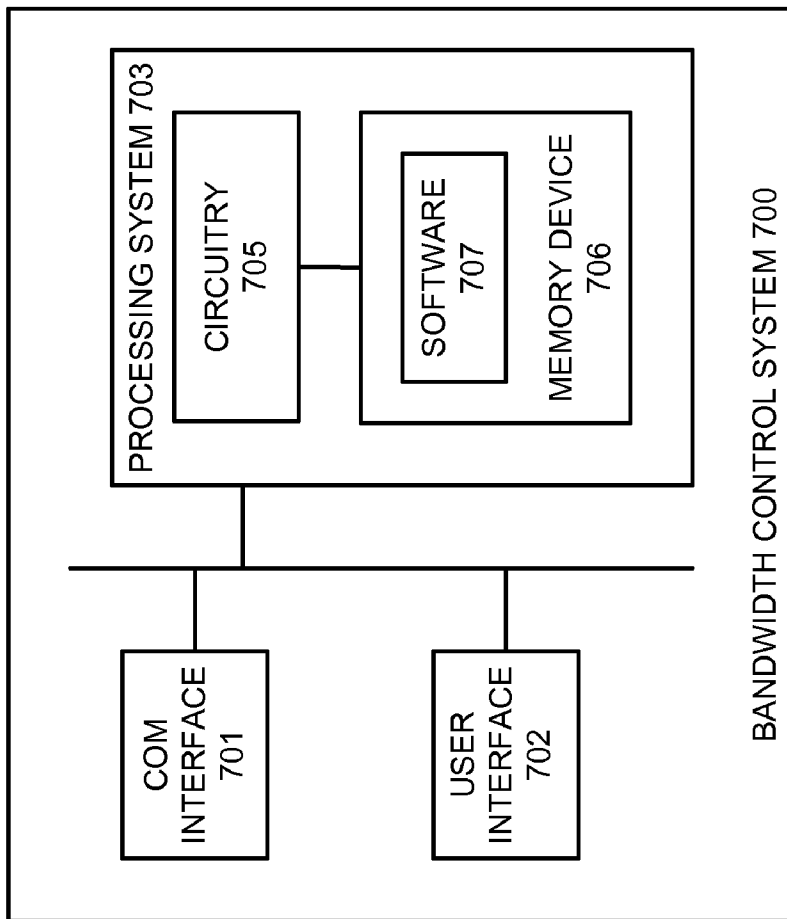 COM
INTERFACE
701
USER
INTERFACE
702
PROCESSING SYSTEM 703
CIRCUITRY
705
SOFTWARE
707
MEMORY DEVICE
706
BANDWIDTH CONTROL SYSTEM 700